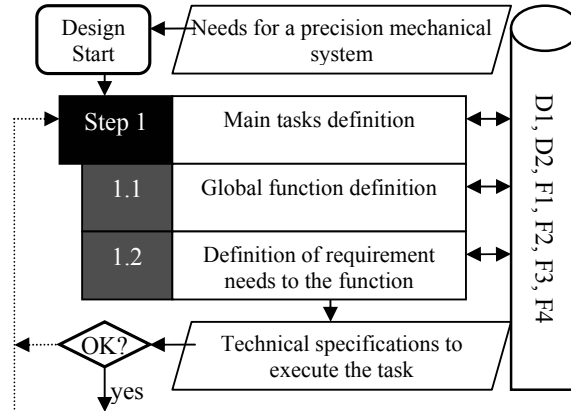 Design
Start
Needs for a precision mechanical
system
Step 1
Main tasks definition
1.1
Global function definition
1.2
Definition of requirement
needs to the function
D1, D2, F1, F2, F3, F4
OK?
Technical specifications to
execute the task
yes